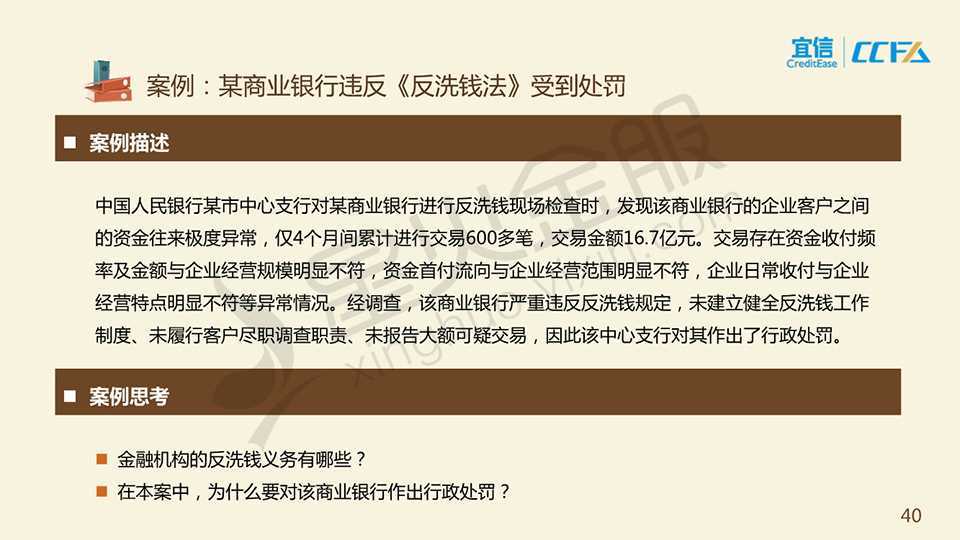 宜信
CreditEase
CCFA
案例：某商业银行违反《反洗钱法》受到处罚
案例描述
中国人民银行某市中心支行对某商业银行进行反洗钱现场检查时，发现该商业银行的企业客户之间
的资金往来极度异常，仅4个月间累计进行交易600多笔，交易金额16.7亿元。交易存在资金收付频
率及金额与企业经营规模明显不符，资金首付流向与企业经营范围明显不符，企业日常收付与企业
经营特点明显不符等异常情况。经调查，该商业银行严重违反反洗钱规定，未建立健全反洗钱工作
制度、未履行客户尽职调查职责、未报告大额可疑交易，因此该中心支行对其作出了行政处罚。
星火金服
xinghuo.yixin.com
案例思考
金融机构的反洗钱义务有哪些？
在本案中，为什么要对该商业银行作出行政处罚？
40